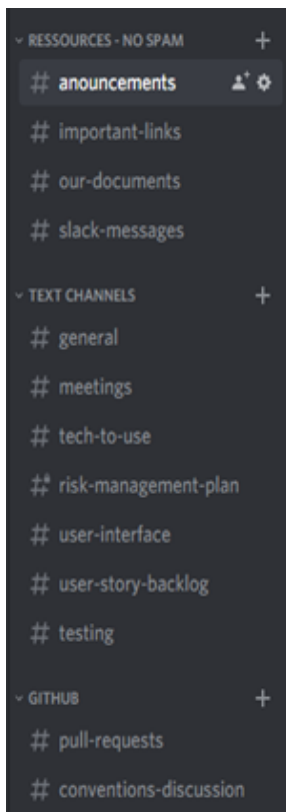 RESSOURCES - NO SPAM
anouncements
important-links
our-documents
slack-messages
TEXT CHANNELS
general
meetings
tech-to-use
risk-management-plan
user-interface
user-story-backlog
testing
GITHUB
pull-requests
conventions-discussion